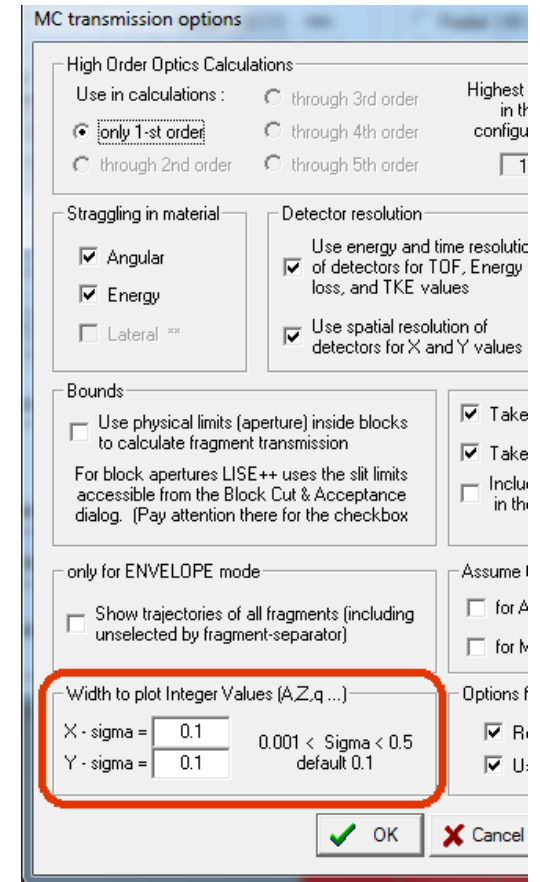 MC transmission options
High Order Optics Calculations
Use in calculations :
only 1-st order
through 2nd order
through 3rd order
through 4th order
through 5th order
Highest
in
1
Straggling in material
Angular
Energy
Lateral **
Detector resolution
Use energy and time
of detectors for TOF, Energy
loss, and TKE values
Use spatial resolution of
detectors for X and Y values
Bounds
Use physical limits (aperture) inside blocks
to calculate fragment transmission
For block apertures LISE++ uses the slit limits
accessible from the Block Cut & Acceptance
dialog. (Pay attention there for the checkbox
Take
Take
in
only for ENVELOPE mode
Show trajectories of all fragments (including
unselected by fragment-separator)
Assume
for
for
Width to plot Integer Values (A,Z,q ...)
X - sigma = 0.1
Y - sigma = 0.1
0.001 < Sigma < 0.5
default 0.1
Options
OK
Cancel